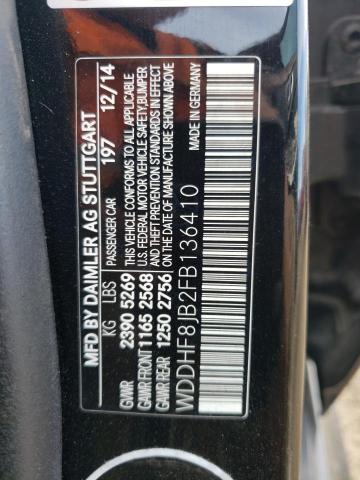 MFD BY DAIMLER AG STUTTGART
KG LBS PASSENGER CAR 197 12/14
GVWR 2390 5269 THIS VEHICLE CONFORMS TO ALL APPLICABLE
GAWR FRONT 1165 2568 U.S. FEDERAL MOTOR VEHICLE SAFETY, BUMPER
GAWR REAR 1250 2756 AND THEFT PREVENTION STANDARDS IN EFFECT
ON THE DATE OF MANUFACTURE SHOWN ABOVE
WDDHF8JB2FB136410 MADE IN GERMANY